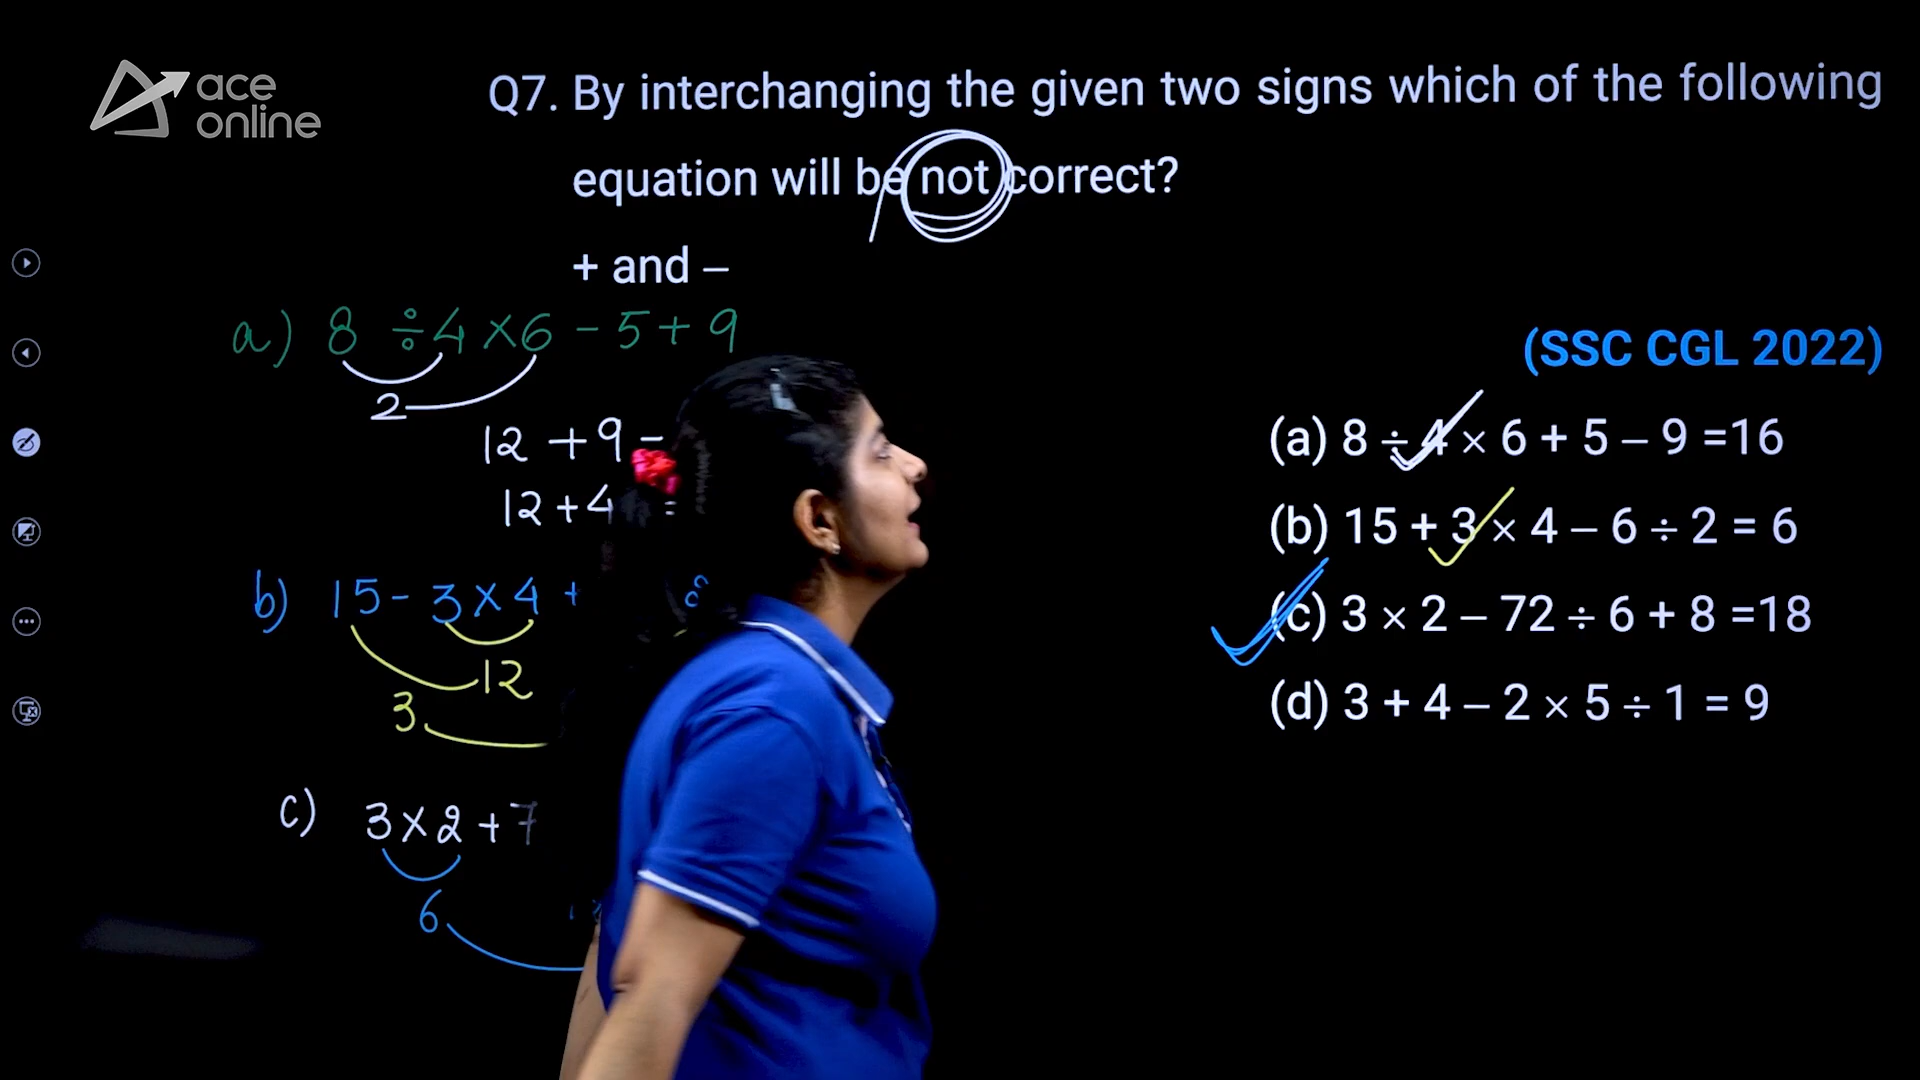 ace
online
Q7. By interchanging the given two signs which of the following
equation will be not correct?
+ and –
(SSC CGL 2022)
(a) 8 ÷ 4 × 6 + 5 – 9 =16
(b) 15 + 3 × 4 – 6 ÷ 2 = 6
(c) 3 × 2 – 72 ÷ 6 + 8 =18
(d) 3 + 4 – 2 × 5 ÷ 1 = 9
a) 8 ÷ 4 × 6 - 5 + 9
2
12 + 9 -
12 + 4 =
b) 15 - 3 × 4 +
12
3
c) 3 × 2 + 7
6